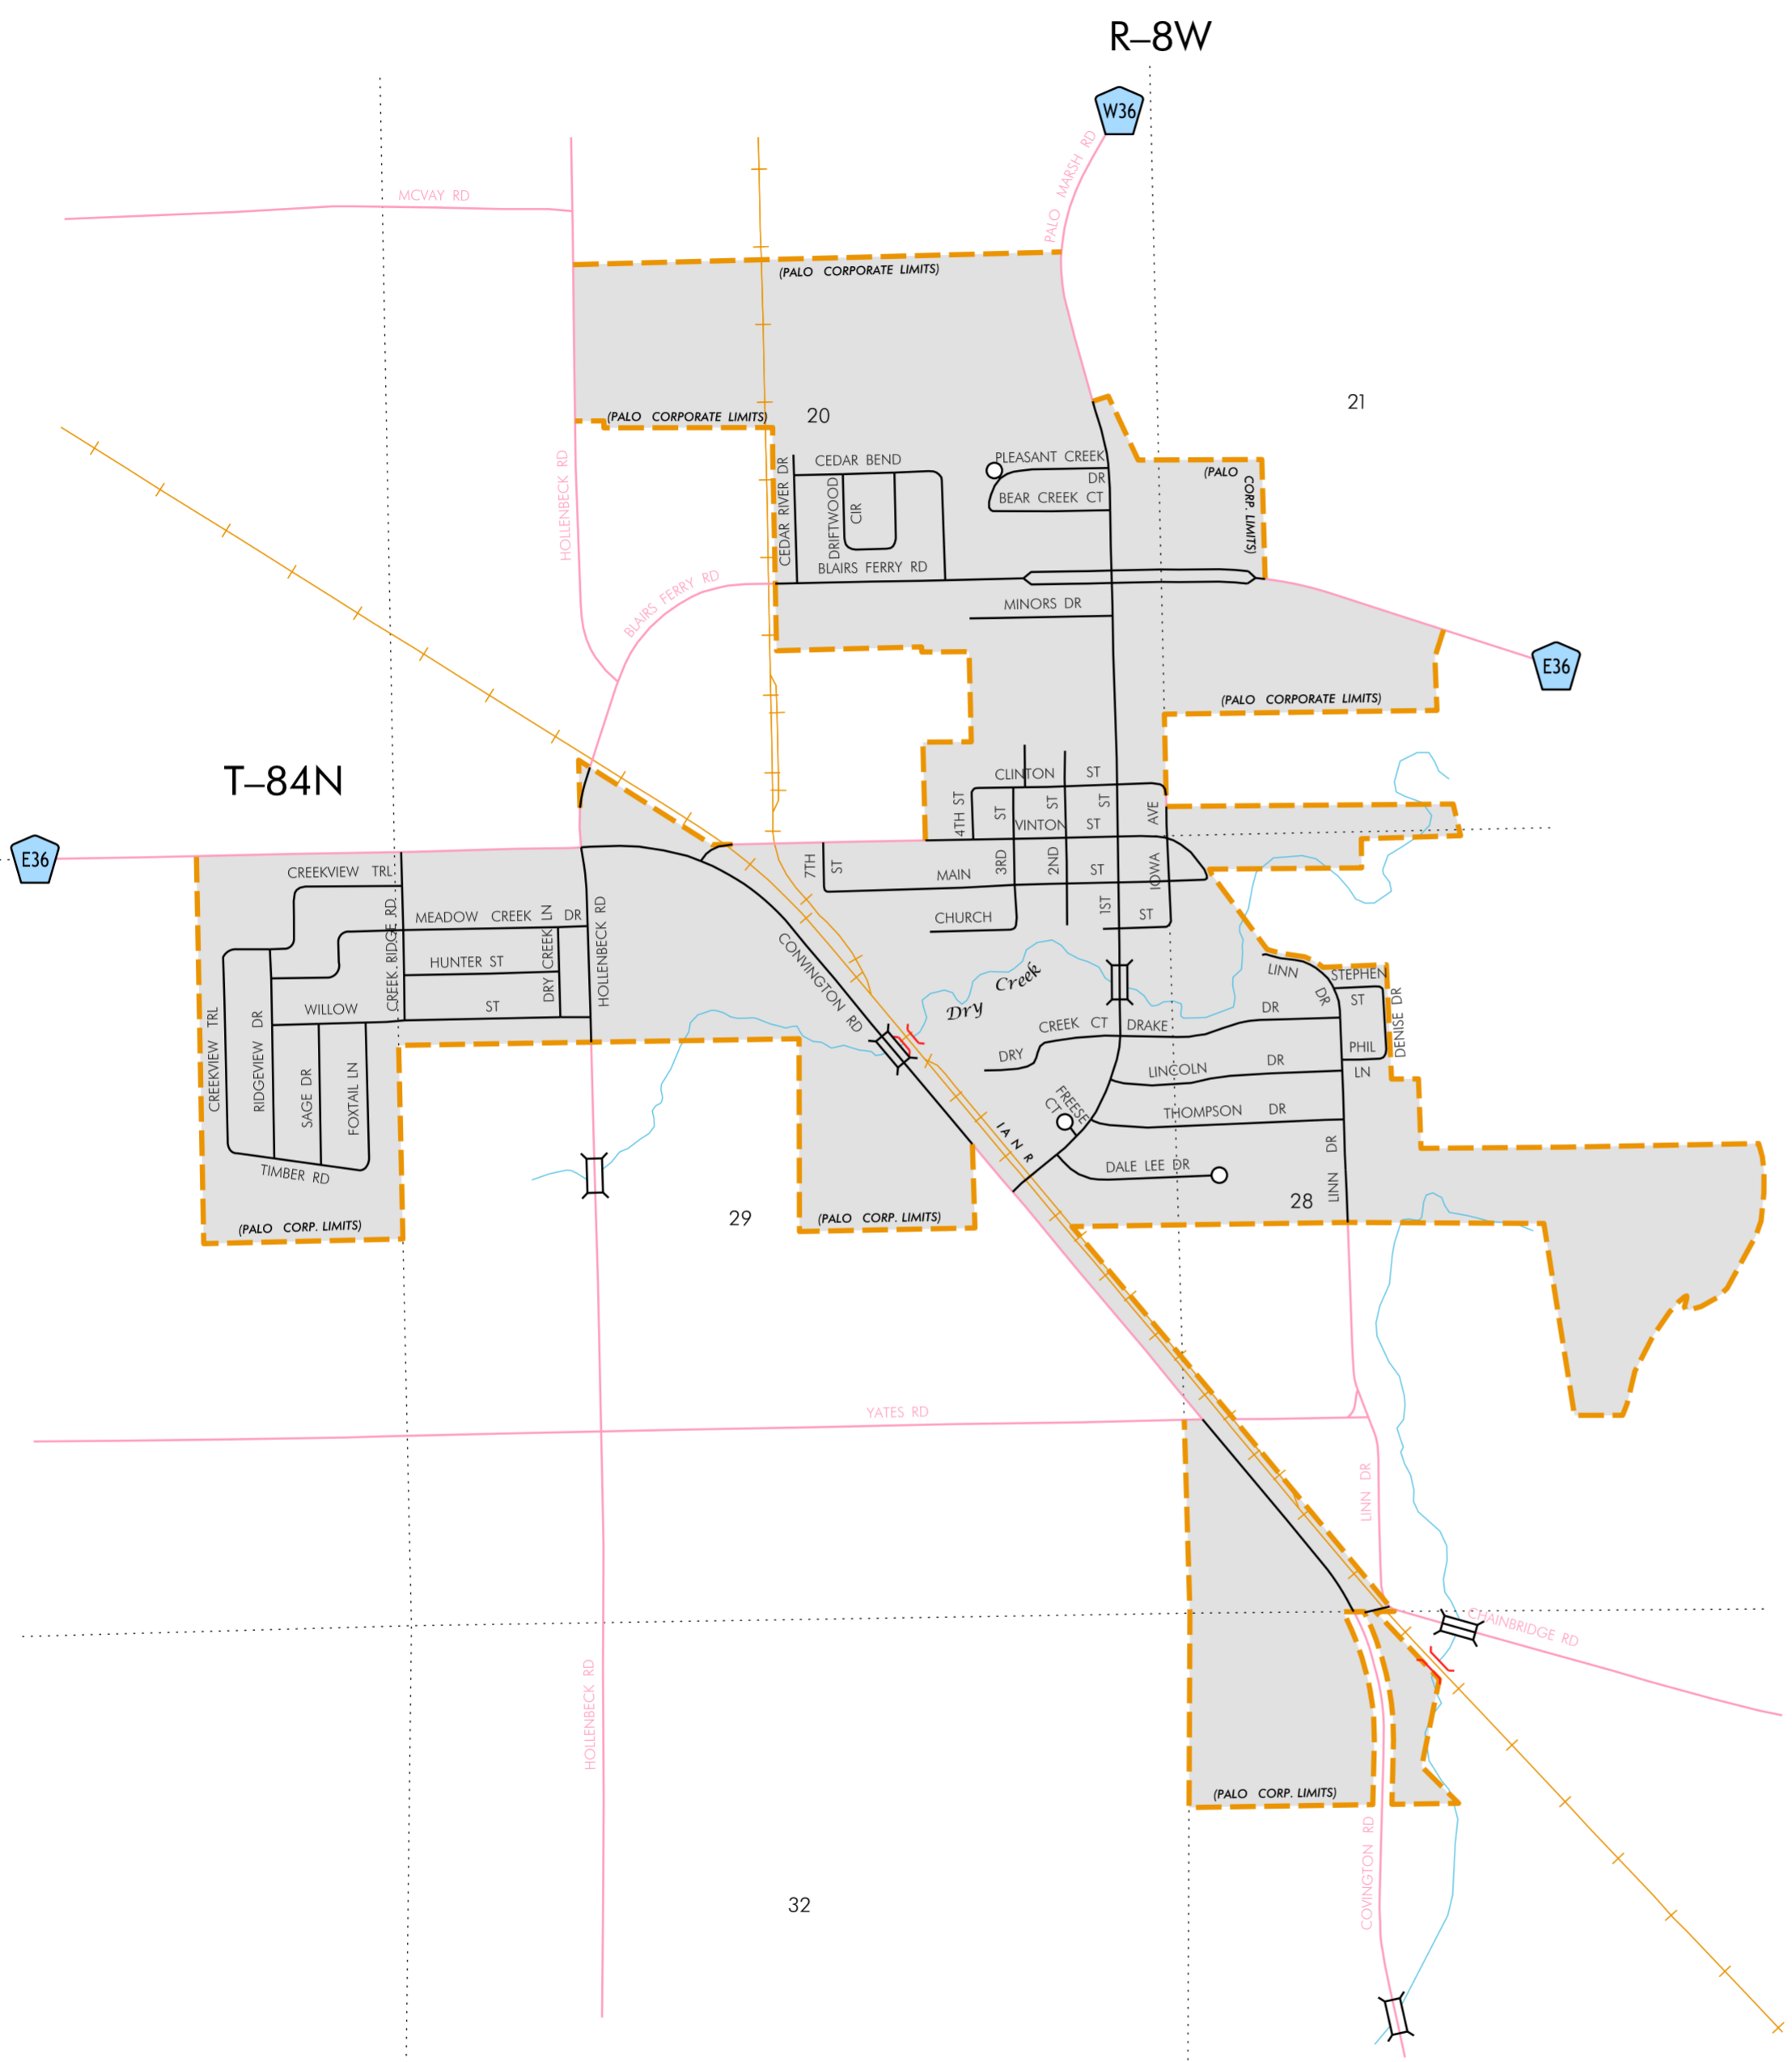 R–8W
W36
PALO MARSH RD
MCVAY RD
(PALO CORPORATE LIMITS)
21
20
(PALO CORPORATE LIMITS)
HOLLENBECK RD
CEDAR RIVER DR
CEDAR BEND
DRIFTWOOD
CIR
PLEASANT CREEK
DR
BEAR CREEK CT
(PALO
CORP. LIMITS)
BLAIRS FERRY RD
BLAIRS FERRY RD
MINORS DR
E36
(PALO CORPORATE LIMITS)
T–84N
CLINTON ST
4TH ST
ST
ST
ST
AVE
VINTON ST
E36
7TH
ST
3RD
2ND
1ST
IOWA
MAIN ST
CHURCH ST
CREEKVIEW TRL
CREEK RIDGE RD
MEADOW CREEK DR
DRY CREEK LN
HOLLENBECK RD
HUNTER ST
WILLOW ST
CREEKVIEW TRL
RIDGEVIEW DR
SAGE DR
FOXTAIL LN
TIMBER RD
(PALO CORP. LIMITS)
CONVINGTON RD
Dry Creek
LINN DR
STEPHEN
ST
DENISE DR
DRY CREEK CT
DRAKE DR
PHIL
LN
LINCOLN DR
FREESE
CT
THOMPSON DR
IANR
DALE LEE DR
LINN DR
28
29
(PALO CORP. LIMITS)
YATES RD
LINN DR
CHAINBRIDGE RD
HOLLENBECK RD
(PALO CORP. LIMITS)
COVINGTON RD
32